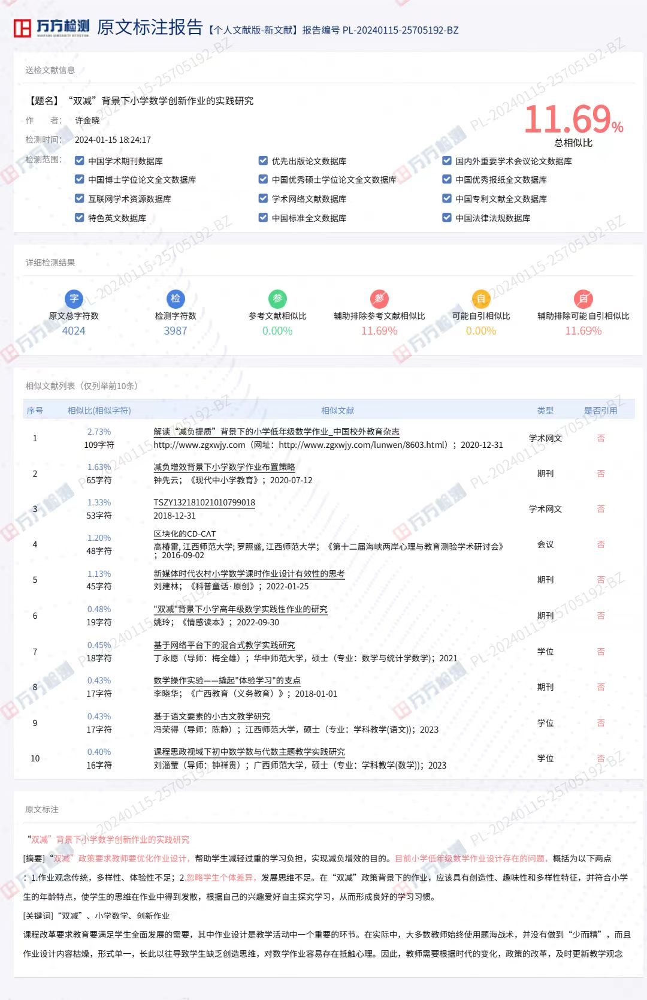 万方检测 原文标注报告【个人文献版-新文献】报告编号 PL-20240115-25705192-BZ
送检文献信息
【题名】 “双减”背景下小学数学创新作业的实践研究
作 者： 许金晓
检测时间： 2024-01-15 18:24:17
11.69%
总相似比
检测范围：
中国学术期刊数据库 优先出版论文数据库 国内外重要学术会议论文数据库
中国博士学位论文全文数据库 中国优秀硕士学位论文全文数据库 中国优秀报纸全文数据库
互联网学术资源数据库 学术网络文献数据库 中国专利文献全文数据库
特色英文数据库 中国标准全文数据库 中国法律法规数据库
详细检测结果
字 检 参 参 自 自
原文总字符数 检测字符数 参考文献相似比 辅助排除参考文献相似比 可能自引相似比 辅助排除可能自引相似比
4024 3987 0.00% 11.69% 0.00% 11.69%
相似文献列表（仅列举前10条）
序号 相似比(相似字符) 相似文献 类型 是否引用
1 2.73% 109字符 解读“减负提质”背景下的小学低年级数学作业_中国校外教育杂志
http://www.zgxwjy.com（网址：http://www.zgxwjy.com/lunwen/8603.html）；2020-12-31 学术网文 否
2 1.63% 65字符 减负增效背景下小学数学作业布置策略
钟先云；《现代中小学教育》；2020-07-12 期刊 否
3 1.33% 53字符 TSZY132181021010799018
2018-12-31 学术网文 否
4 1.20% 48字符 区块化的CD-CAT
高椿雷, 江西师范大学; 罗照盛, 江西师范大学；《第十二届海峡两岸心理与教育测验学术研讨会》
；2016-09-02 会议 否
5 1.13% 45字符 新媒体时代农村小学数学课时作业设计有效性的思考
刘建林；《科普童话·原创》；2022-01-25 期刊 否
6 0.48% 19字符 "双减"背景下小学高年级数学实践性作业的研究
姚玲；《情感读本》；2022-09-30 期刊 否
7 0.45% 18字符 基于网络平台下的混合式教学实践研究
丁永愿（导师：梅全雄）；华中师范大学，硕士（专业：数学与统计学数学)；2021 学位 否
8 0.43% 17字符 数学操作实验——撬起"体验学习"的支点
李晓华；《广西教育（义务教育）》；2018-01-01 期刊 否
9 0.43% 17字符 基于语文要素的小古文教学研究
冯荣得（导师：陈静）；江西师范大学，硕士（专业：学科教学(语文))；2023 学位 否
10 0.40% 16字符 课程思政视域下初中数学数与代数主题教学实践研究
刘淄莹（导师：钟祥贵）；广西师范大学，硕士（专业：学科教学(数学))；2023 学位 否
原文标注
“双减”背景下小学数学创新作业的实践研究
[摘要]“双减”政策要求教师要优化作业设计，帮助学生减轻过重的学习负担，实现减负增效的目的。目前小学低年级数学作业设计存在的问题，概括为以下两点
：1.作业观念传统，多样性、体验性不足；2.忽略学生个体差异，发展思维不足。在“双减”政策背景下的作业，应该具有创造性、趣味性和多样性特征，并符合小学
生的年龄特点，使学生的思维在作业中得到发散，根据自己的兴趣爱好自主探究学习，从而形成良好的学习习惯。
[关键词]“双减”、小学数学、创新作业
课程改革要求教育要满足学生全面发展的需要，其中作业设计是教学活动中一个重要的环节。在实际中，大多数教师始终使用题海战术，并没有做到“少而精”，而且
作业设计内容枯燥，形式单一，长此以往导致学生缺乏创造思维，对数学作业容易存在抵触心理。因此，教师需要根据时代的变化，政策的改革，及时更新教学观念